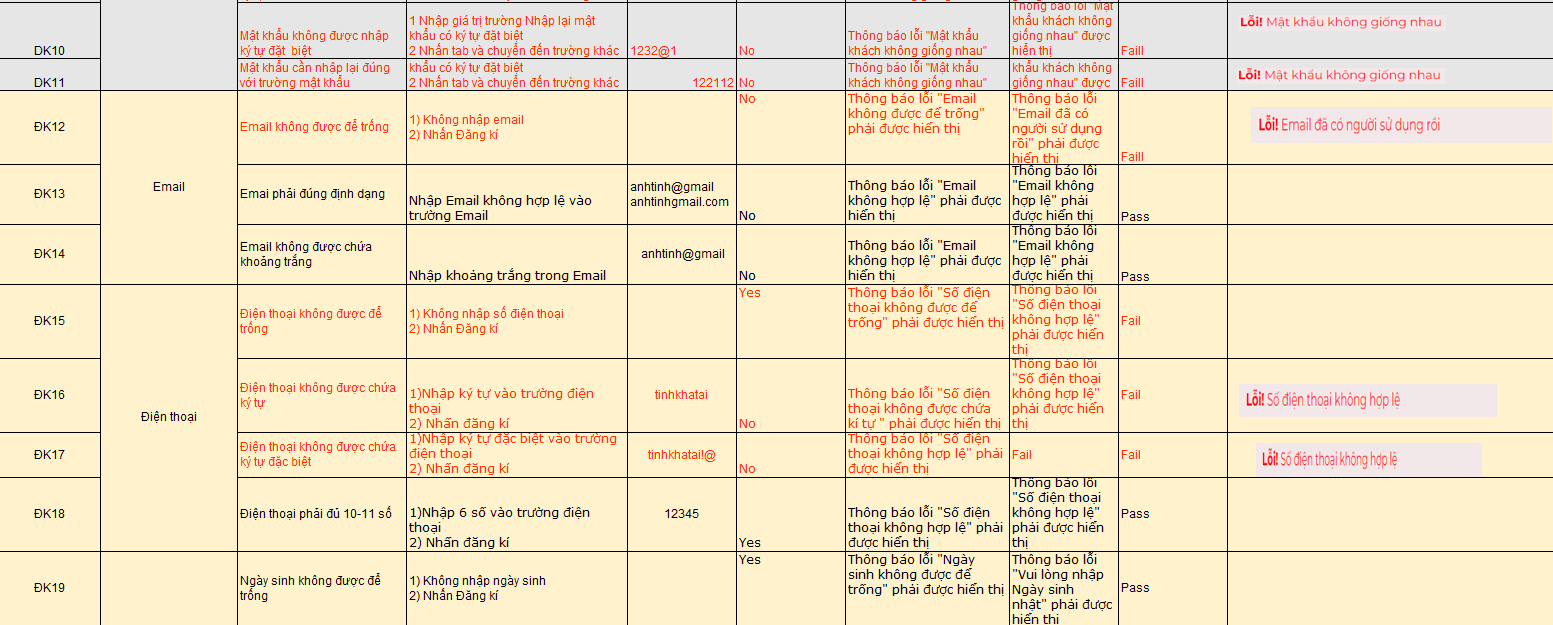 DK10
Mật khẩu không được nhập
ký tự đặt biệt
1 Nhập giá trị trường Nhập lại mật
khẩu có ký tự đặt biệt
2 Nhấn tab và chuyển đến trường khác
1232@1
No
Thông báo lỗi "Mật khẩu
khách không giống nhau"
Thông báo lỗi "Mật
khẩu khách không
giống nhau" được
hiển thị
Faill
Lỗi! Mật khẩu không giống nhau
DK11
Mật khẩu cần nhập lại đúng
với trường mật khẩu
khẩu có ký tự đặt biệt
2 Nhấn tab và chuyển đến trường khác
122112
No
Thông báo lỗi "Mật khẩu
khách không giống nhau"
khẩu khách không
giống nhau" được
Faill
Lỗi! Mật khẩu không giống nhau
Email
ĐK12
Email không được để trống
1) Không nhập email
2) Nhấn Đăng kí
No
Thông báo lỗi "Email
không được để trống"
phải được hiển thị
Thông báo lỗi
"Email đã có
người sử dụng
rồi" phải được
hiển thị
Faill
Lỗi! Email đã có người sử dụng rồi
ĐK13
Emai phải đúng định dạng
Nhập Email không hợp lệ vào
trường Email
anhtinh@gmail
anhtinhgmail.com
No
Thông báo lỗi "Email
không hợp lệ" phải được
hiển thị
Thông báo lỗi
"Email không
hợp lệ" phải
được hiển thị
Pass
ĐK14
Email không được chứa
khoảng trắng
Nhập khoảng trắng trong Email
anhtinh@gmail
No
Thông báo lỗi "Email
không hợp lệ" phải được
hiển thị
Thông báo lỗi
"Email không
hợp lệ" phải
được hiển thị
Pass
Điện thoại
ĐK15
Điện thoại không được để
trống
1) Không nhập số điện thoại
2) Nhấn Đăng kí
Yes
Thông báo lỗi "Số điện
thoại không được để
trống" phải được hiển thị
Thông báo lỗi
"Số điện thoại
không hợp lệ"
phải được hiển
thị
Fail
ĐK16
Điện thoại không được chứa
ký tự
1)Nhập ký tự vào trường điện
thoại
2) Nhấn đăng kí
tinhkhatai
No
Thông báo lỗi "Số điện
thoại không được chứa
kí tự " phải được hiển thị
Thông báo lỗi
"Số điện thoại
không hợp lệ"
phải được hiển
thị
Fail
Lỗi! Số điện thoại không hợp lệ
ĐK17
Điện thoại không được chứa
ký tự đặc biệt
1)Nhập ký tự đặc biệt vào trường
điện thoại
2) Nhấn đăng kí
tinhkhatai!@
No
Thông báo lỗi "Số điện
thoại không hợp lệ" phải
được hiển thị
Fail
Fail
Lỗi! Số điện thoại không hợp lệ
ĐK18
Điện thoại phải đủ 10-11 số
1)Nhập 6 số vào trường điện
thoại
2) Nhấn đăng kí
12345
Yes
Thông báo lỗi "Số điện
thoại không hợp lệ" phải
được hiển thị
Thông báo lỗi
"Số điện thoại
không hợp lệ"
phải được hiển
thị
Pass
ĐK19
Ngày sinh không được để
trống
1) Không nhập ngày sinh
2) Nhấn Đăng kí
Yes
Thông báo lỗi "Ngày
sinh không được để
trống" phải được hiển thị
Thông báo lỗi
"Vui lòng nhập
Ngày sinh
nhật" phải được
hiển thị
Pass